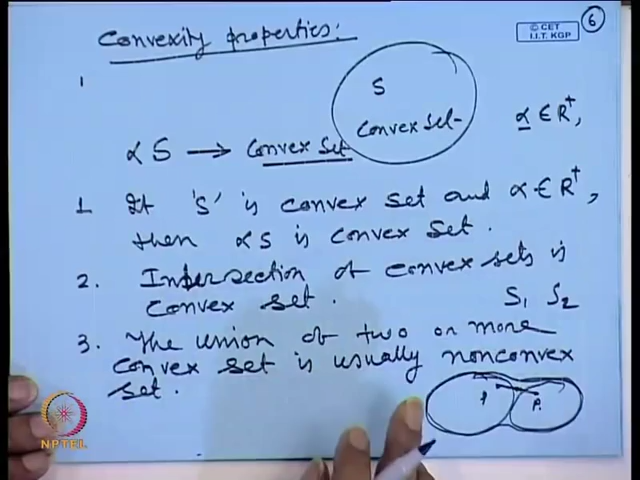 Convexity properties:
© CET
I.I.T. KGP
6
1
S
Convex Set
α ∈ R⁺,
αS → Convex Set
1 If 'S' is convex set and α ∈ R⁺,
then αS is convex set.
2. Intersection of convex sets is
convex set.
S₁ S₂
3. The union of two or more
convex set is usually nonconvex
set.
P.
NPTEL